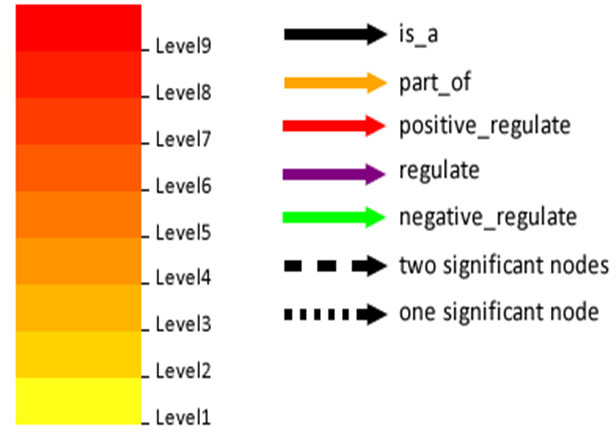 Level9
Level8
Level7
Level6
Level5
Level4
Level3
Level2
Level1
is_a
part_of
positive_regulate
regulate
negative_regulate
two significant nodes
one significant node